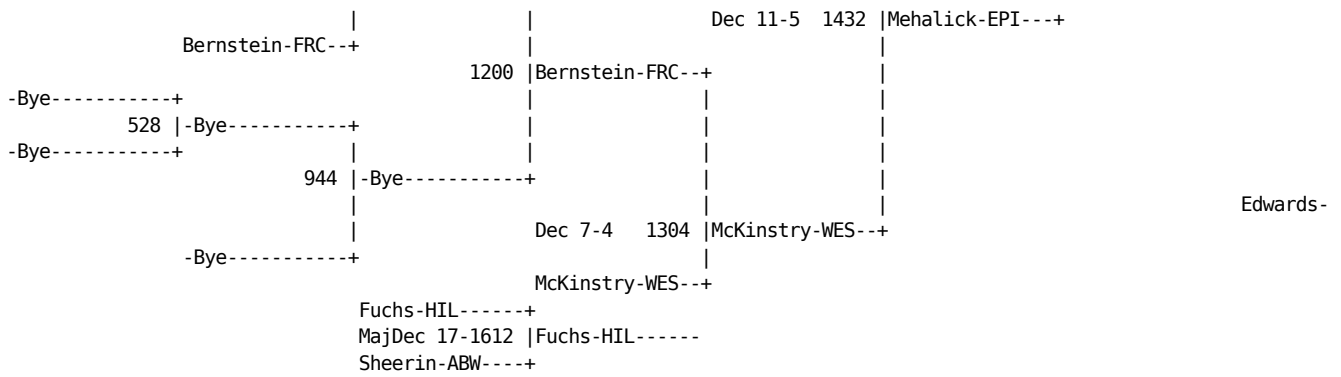 |                      |                       Dec 11-5  1432 |Mehalick-EPI---+
                       Bernstein-FRC--+                      |                                            |
                                                           1200 |Bernstein-FRC--+                      |
-Bye-----------+                                            |                      |                      |
                528 |-Bye-----------+                      |                      |                      |
-Bye-----------+                      |                      |                      |                      |
                                       944 |-Bye-----------+                      |                      |
                                             |                                             |                      |                                             Edwards-
                                             |                      Dec 7-4   1304 |McKinstry-WES--+
                       -Bye-----------+                                             |
                                                                    McKinstry-WES--+
                                             Fuchs-HIL------+
                                             MajDec 17-1612 |Fuchs-HIL------
                                             Sheerin-ABW----+